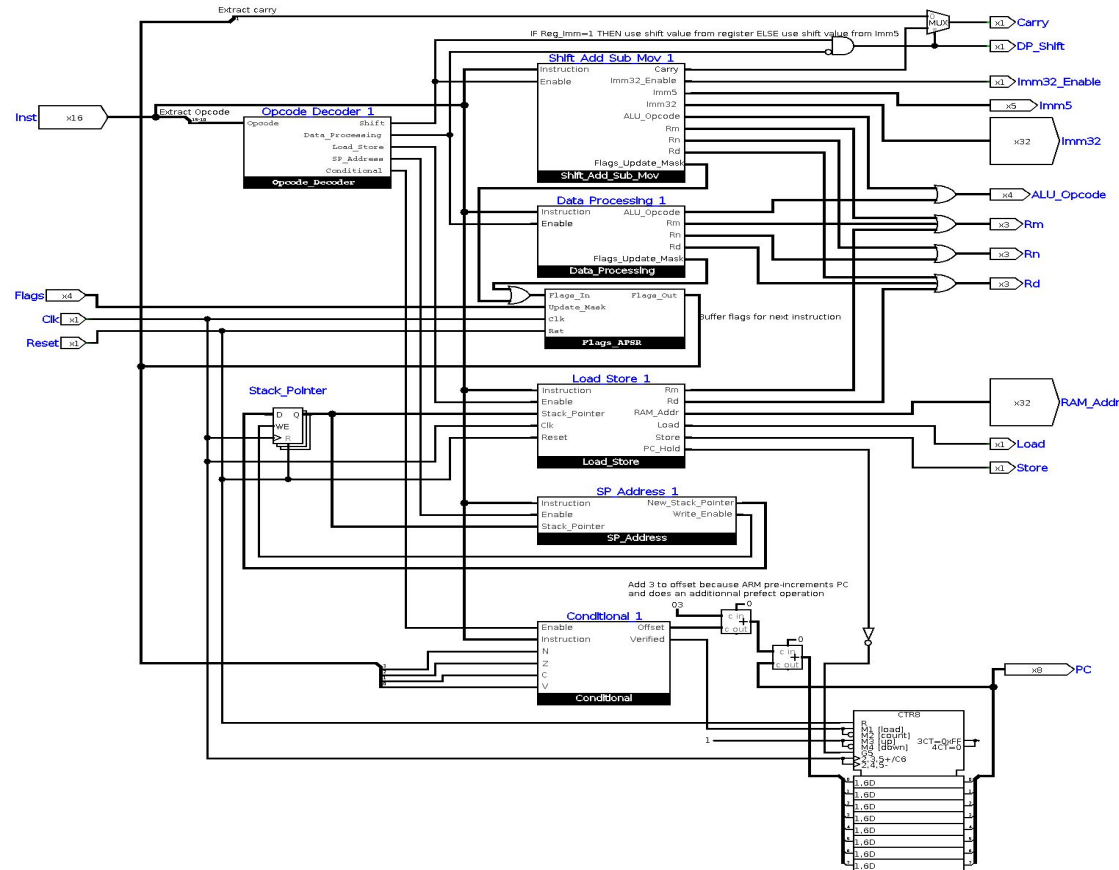 Extract carry
0
MUX
x1 Carry
IF Reg_Imm=1 THEN use shift value from register ELSE use shift value from Imm5
x1 DP_Shift
Shift Add Sub Mov 1
Instruction Carry
Enable Imm32_Enable
Imm5
Imm32
ALU_Opcode
Rm
Rn
Rd
Flags_Update_Mask
Shift_Add_Sub_Mov
x1 Imm32_Enable
x5 Imm5
x32 Imm32
Inst x16
Extract Opcode
Opcode Decoder 1
Opcode Shift
Data_Processing
Load_Store
SP_Address
Conditional
Opcode_Decoder
x4 ALU_Opcode
Data Processing 1
Instruction ALU_Opcode
Enable Rm
Rn
Rd
Flags_Update_Mask
Data_Processing
x3 Rm
x3 Rn
x3 Rd
Flags x4
Clk x1
Reset x1
Flags_In Flags_Out
Update_Mask
Clk
Rst
Flags_APSR
Buffer flags for next instruction
Stack_Pointer
D Q
WE
R
Load Store 1
Instruction Rm
Enable Rd
Stack_Pointer RAM_Addr
Clk Load
Reset Store
PC_Hold
Load_Store
x32 RAM_Addr
x1 Load
x1 Store
SP Address 1
Instruction New_Stack_Pointer
Enable Write_Enable
Stack_Pointer
SP_Address
Add 3 to offset because ARM pre-increments PC
and does an additionnal prefect operation
03 0
c in
c out +
0
c in
c out +
Conditional 1
Enable Offset
Instruction Verified
N
Z
C
V
Conditional
x8 PC
CTR8
R
M1 [load]
M2 [count]
1 M3 [up] 3CT=0xFF
M4 [down] 4CT=0
G5
2,3,5+/C6
2,4,5-
1,6D
1,6D
1,6D
1,6D
1,6D
1,6D
1,6D
1,6D